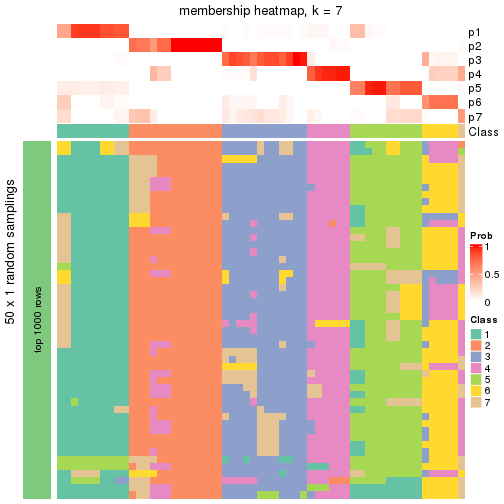 membership heatmap, k = 7
p1
p2
p3
p4
p5
p6
p7
Class
50 x 1 random samplings
top 1000 rows
Prob
1
0.5
0
Class
1
2
3
4
5
6
7